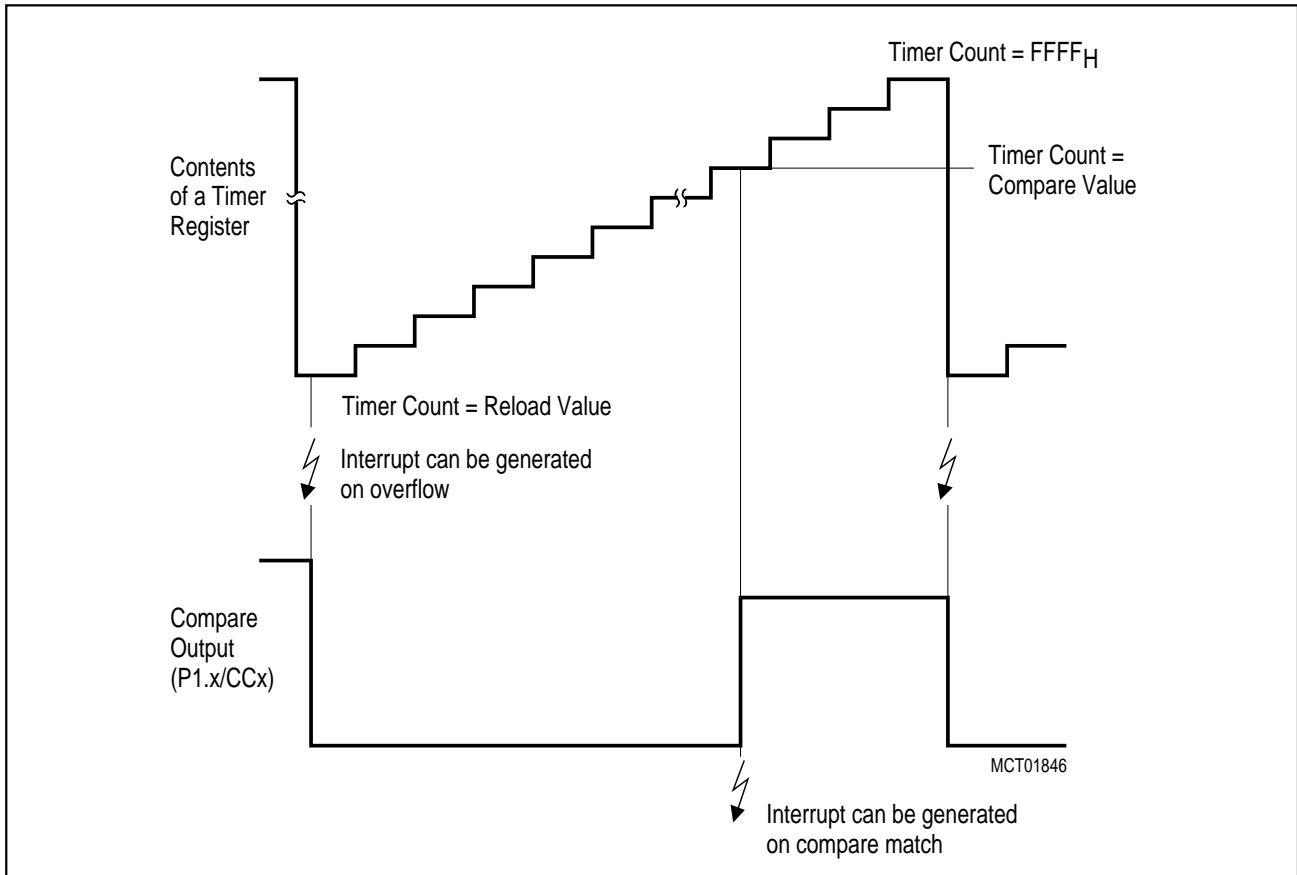 Timer Count = FFFFH
Contents
of a Timer
Register
Timer Count =
Compare Value
Timer Count = Reload Value
Interrupt can be generated
on overflow
Compare
Output
(P1.x/CCx)
MCT01846
Interrupt can be generated
on compare match